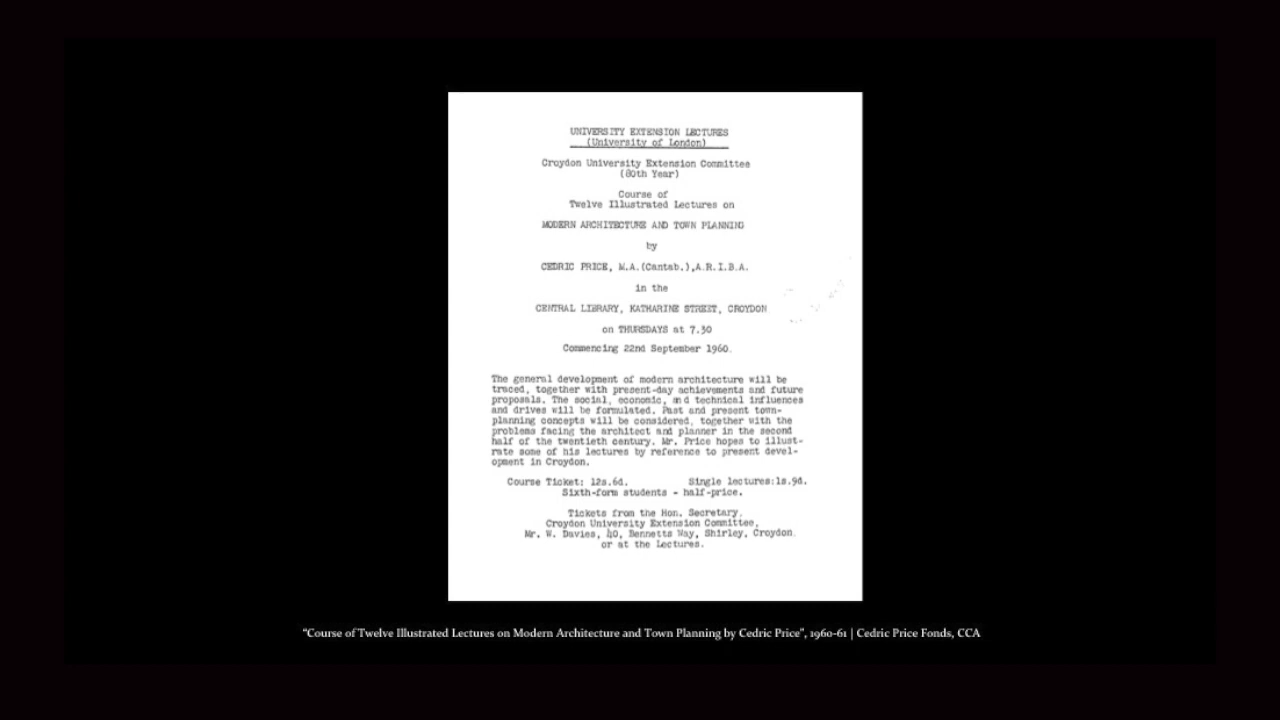 UNIVERSITY EXTENSION LECTURES
(University of London)
Croydon University Extension Committee
(80th Year)
Course of
Twelve Illustrated Lectures on
MODERN ARCHITECTURE AND TOWN PLANNING
by
CEDRIC PRICE, M.A.(Cantab.),A.R.I.B.A.
in the
CENTRAL LIBRARY, KATHARINE STREET, CROYDON
on THURSDAYS at 7.30
Commencing 22nd September 1960.
The general development of modern architecture will be
traced, together with present-day achievements and future
proposals. The social, economic, and technical influences
and drives will be formulated. Past and present town-
planning concepts will be considered, together with the
problems facing the architect and planner in the second
half of the twentieth century. Mr. Price hopes to illust-
rate some of his lectures by reference to present devel-
opment in Croydon.
Course Ticket: 12s.6d. Single lectures:1s.9d.
Sixth-form students - half-price.
Tickets from the Hon. Secretary.
Croydon University Extension Committee,
Mr. W. Davies, 40, Bennetts Way, Shirley, Croydon.
or at the Lectures.
“Course of Twelve Illustrated Lectures on Modern Architecture and Town Planning by Cedric Price”, 1960-61 | Cedric Price Fonds, CCA